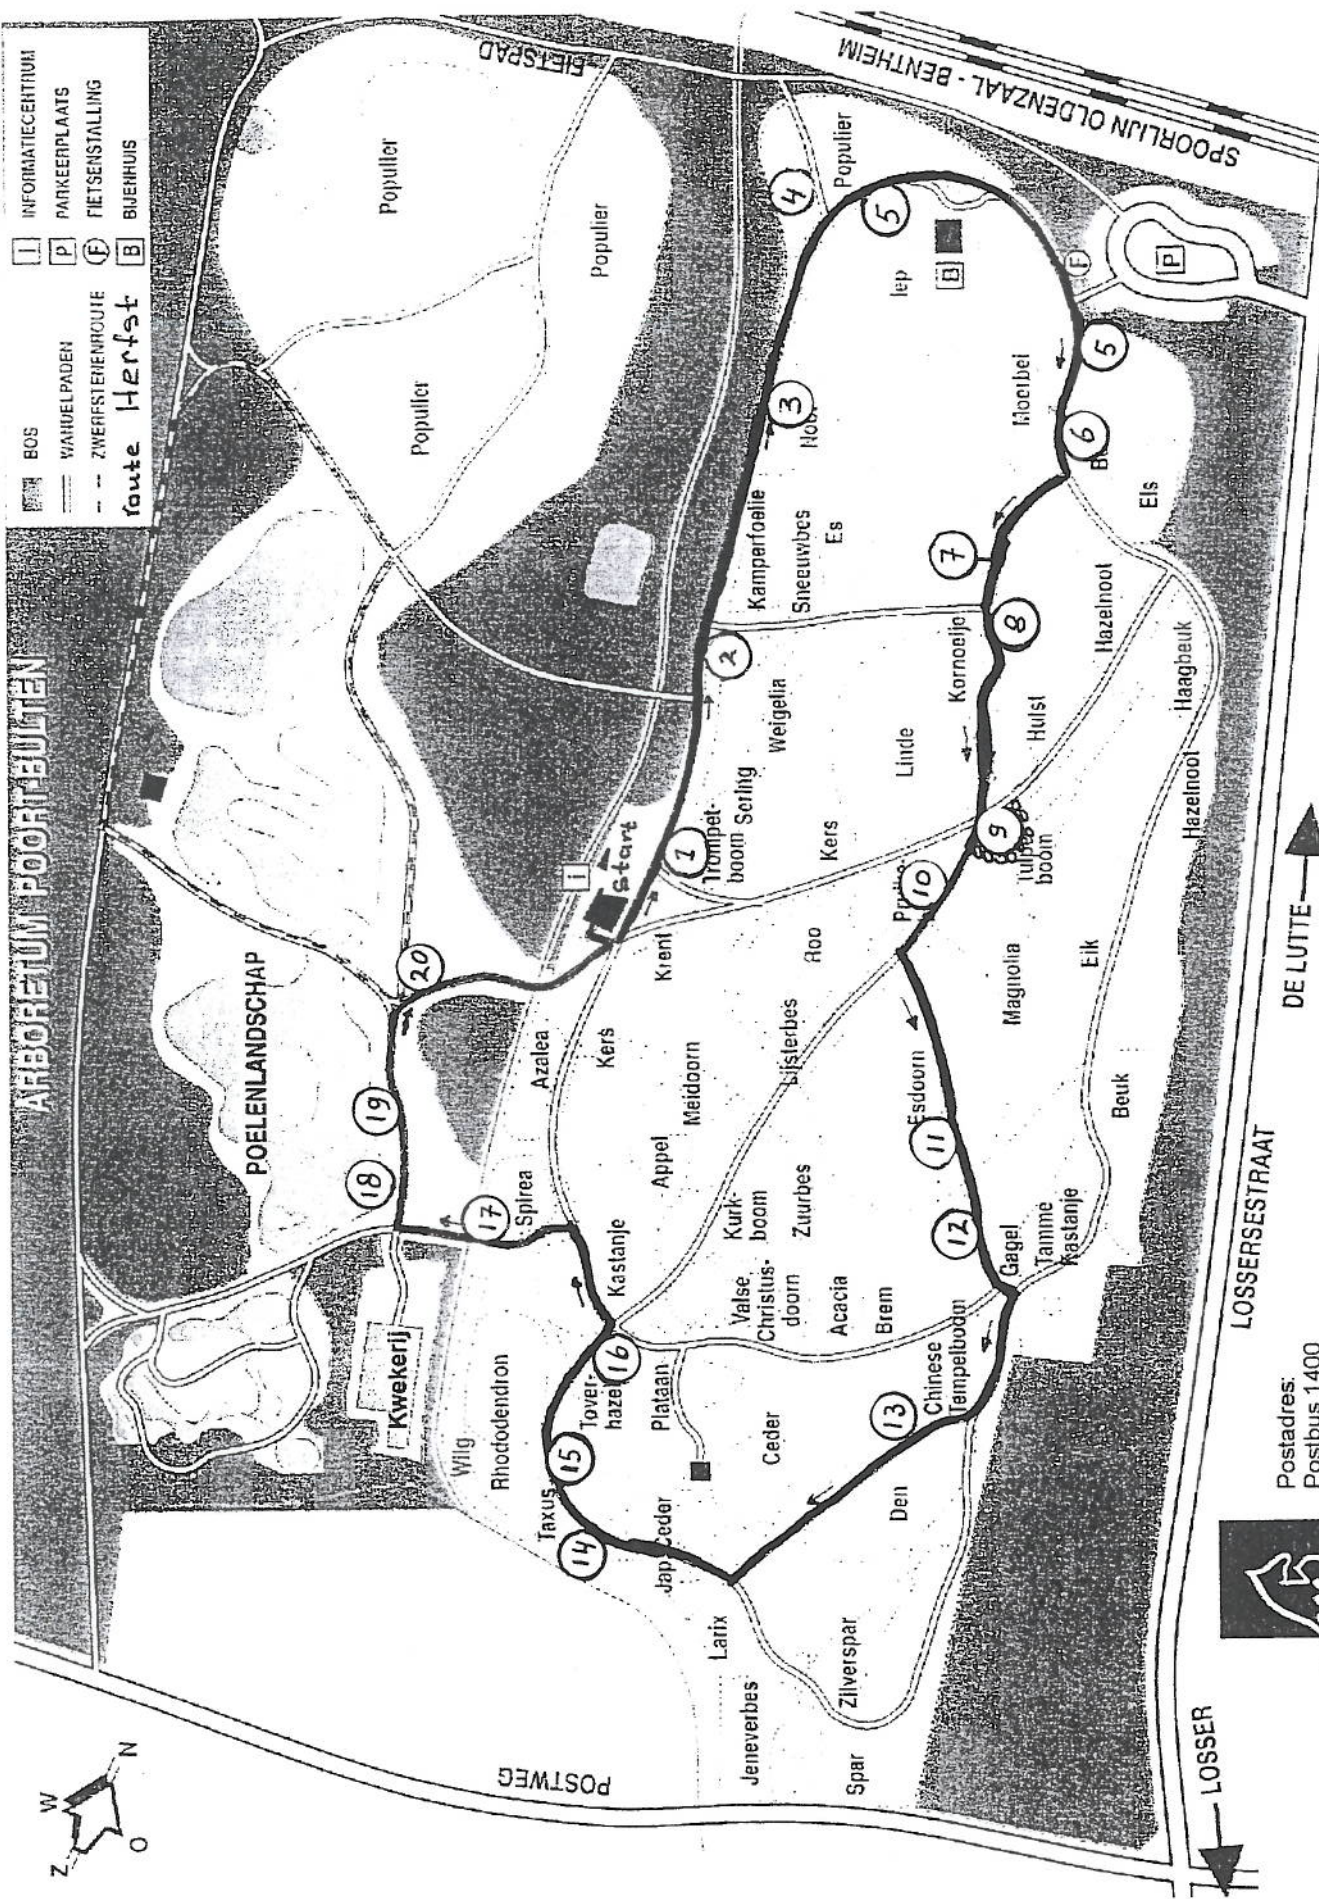 ARBORETUM POORT-BULTEN
BOS
WANDELPADEN
ZWERFSTENENROUTE
route Herfst
I INFORMATIECENTRUM
P PARKEERPLAATS
F FIETSENSTALLING
B BIJENHUIS
Z
W
N
O
POSTWEG
FIETSPAD
SPOORLIJN OLDENZAAL - BENTHEIM
LOSSERSESTRAAT
LOSSER
DE LUTTE
POELENLANDSCHAP
Kwekerij
Populier
Populier
Populier
Populier
Populier
18
19
20
17
I
start
Wilg
Rhododendron
Spirea
Azalea
Taxus
14
15
Tover-
hazel
16
Kastanje
Kers
Krent
1
Trompet-
boom
Sering
2
Weigelia
Kamperfoelie
Sneeuwbes
Es
3
4
5
Iep
B
F
P
Jap. Ceder
Plataan
Appel
Meidoorn
Larix
Jeneverbes
Ceder
Valse
Christus-
doorn
Kurk-
boom
Zuurbes
Lijsterbes
Roo
Kers
Linde
Kornoelje
7
8
Moerbei
5
6
Els
Zilverspar
Spar
Den
13
Chinese
Tempelboom
Acacia
Brem
12
11
Esdoorn
10
9
boom
Hulst
Hazelnoot
Gagel
Tamme
Kastanje
Magnolia
Beuk
Eik
Hazelnoot
Haagbeuk
Postadres:
Postbus 1400